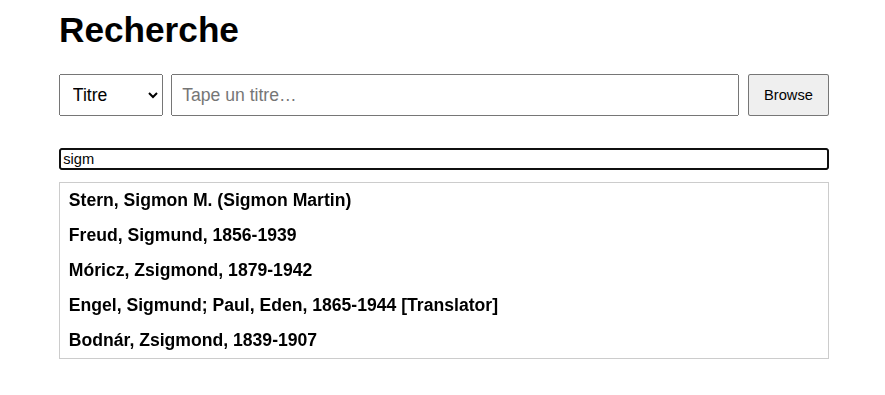 Recherche
Titre Tape un titre… Browse
sigm
Stern, Sigmon M. (Sigmon Martin)
Freud, Sigmund, 1856-1939
Móricz, Zsigmond, 1879-1942
Engel, Sigmund; Paul, Eden, 1865-1944 [Translator]
Bodnár, Zsigmond, 1839-1907